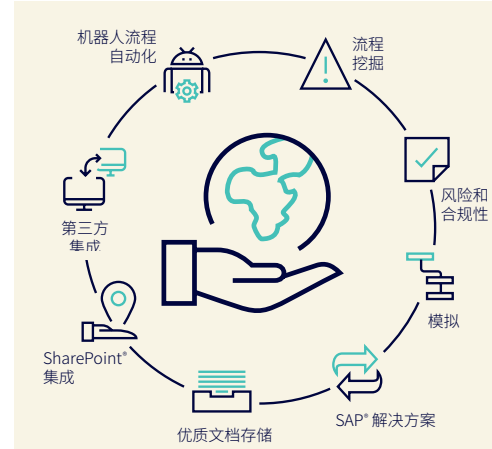 机器人流程
自动化
流程
挖掘
风险和
合规性
模拟
SAP® 解决方案
优质文档存储
SharePoint®
集成
第三方
集成